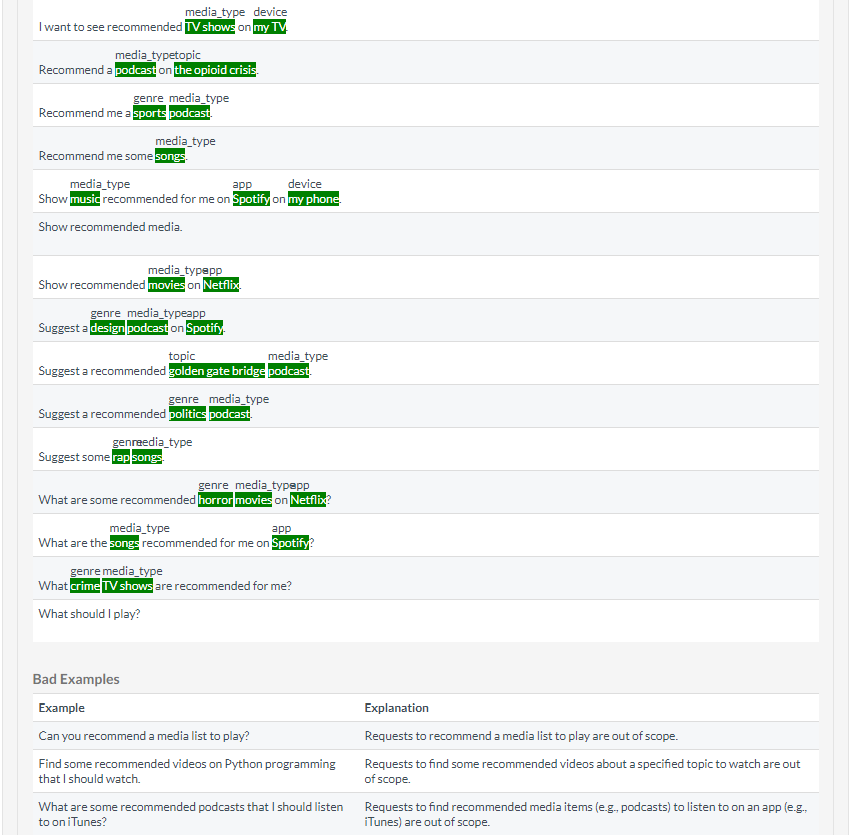 media_type device
I want to see recommended TV shows on my TV.
media_type topic
Recommend a podcast on the opioid crisis.
genre media_type
Recommend me a sports podcast.
media_type
Recommend me some songs.
media_type app device
Show music recommended for me on Spotify on my phone.
Show recommended media.
media_type app
Show recommended movies on Netflix.
genre media_type app
Suggest a design podcast on Spotify.
topic media_type
Suggest a recommended golden gate bridge podcast.
genre media_type
Suggest a recommended politics podcast.
genre media_type
Suggest some rap songs.
genre media_type app
What are some recommended horror movies on Netflix?
media_type app
What are the songs recommended for me on Spotify?
genre media_type
What crime TV shows are recommended for me?
What should I play?
Bad Examples
Example Explanation
Can you recommend a media list to play? Requests to recommend a media list to play are out of scope.
Find some recommended videos on Python programming
that I should watch.
Requests to find some recommended videos about a specified topic to watch are out
of scope.
What are some recommended podcasts that I should listen
to on iTunes?
Requests to find recommended media items (e.g., podcasts) to listen to on an app (e.g.,
iTunes) are out of scope.